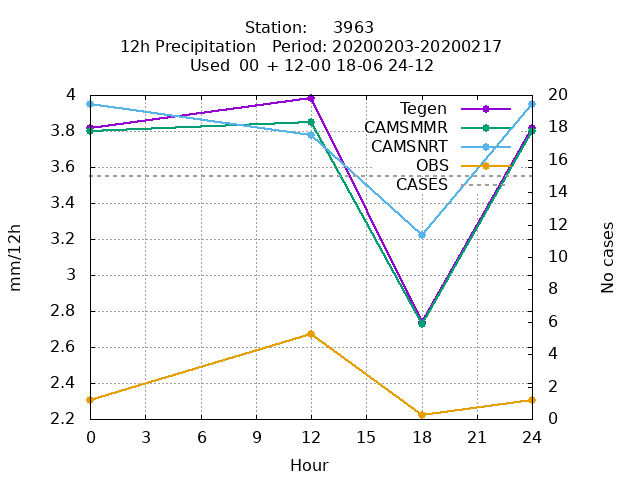 Station:     3963
12h Precipitation   Period: 20200203-20200217
Used  00 + 12-00 18-06 24-12
4
3.8
3.6
3.4
3.2
3
2.8
2.6
2.4
2.2
mm/12h
20
18
16
14
12
10
8
6
4
2
0
No cases
Tegen
CAMSMMR
CAMSNRT
OBS
CASES
0 3 6 9 12 15 18 21 24
Hour